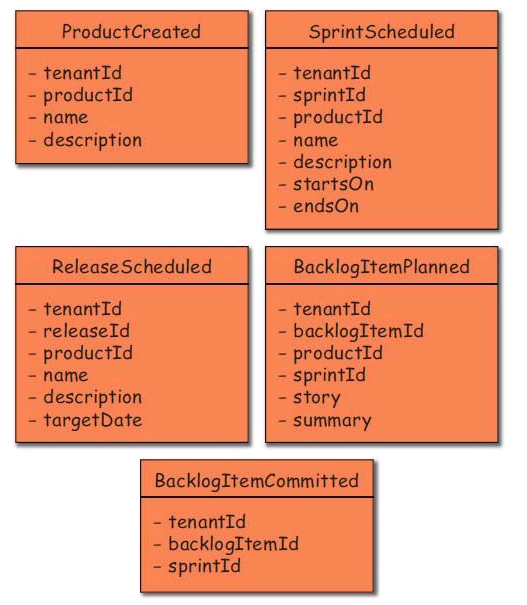 ProductCreated
- tenantId
- productId
- name
- description
SprintScheduled
- tenantId
- sprintId
- productId
- name
- description
- startsOn
- endsOn
ReleaseScheduled
- tenantId
- releaseId
- productId
- name
- description
- targetDate
BacklogItemPlanned
- tenantId
- backlogItemId
- productId
- sprintId
- story
- summary
BacklogItemCommitted
- tenantId
- backlogItemId
- sprintId